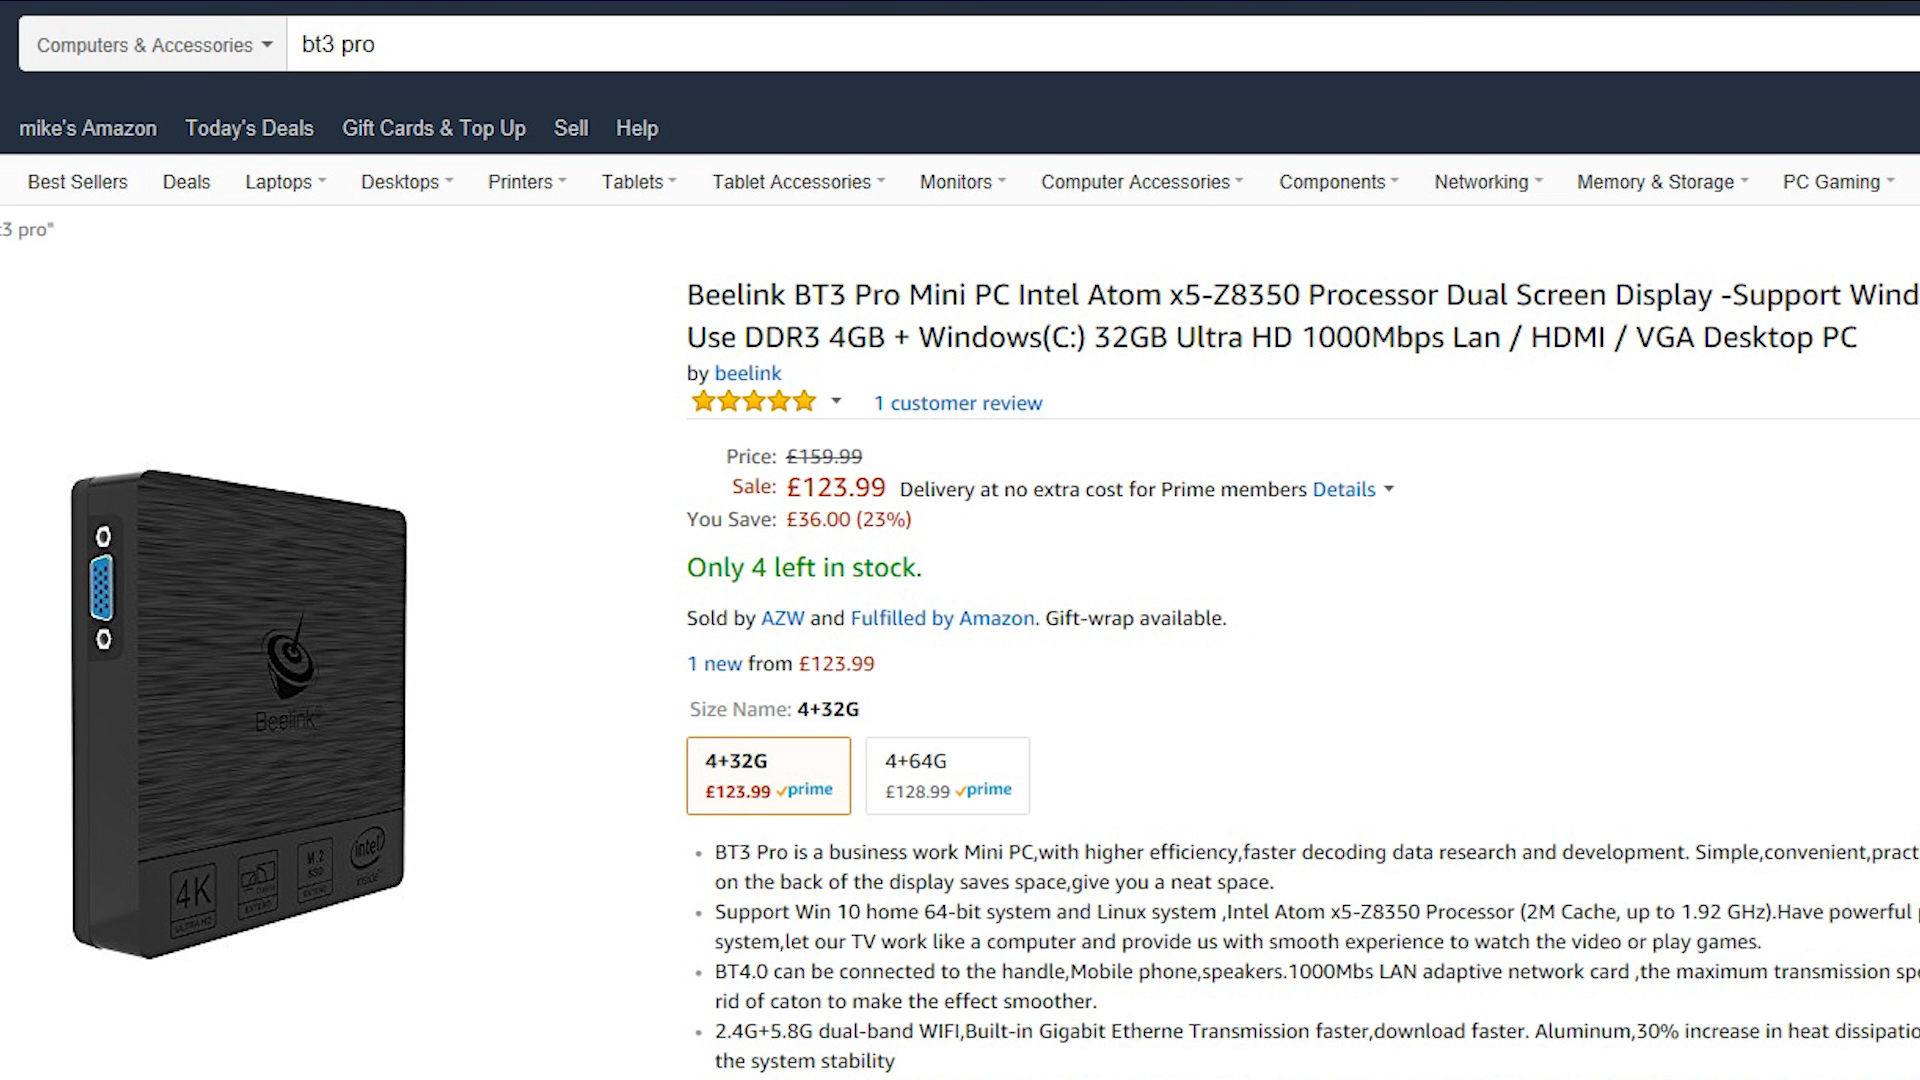 Computers & Accessories
bt3 pro
mike's Amazon Today's Deals Gift Cards & Top Up Sell Help
Best Sellers Deals Laptops Desktops Printers Tablets Tablet Accessories Monitors Computer Accessories Components Networking Memory & Storage PC Gaming
3 pro"
Beelink BT3 Pro Mini PC Intel Atom x5-Z8350 Processor Dual Screen Display -Support Wind
Use DDR3 4GB + Windows(C:) 32GB Ultra HD 1000Mbps Lan / HDMI / VGA Desktop PC
by beelink
1 customer review
Price: £159.99
Sale: £123.99 Delivery at no extra cost for Prime members Details
You Save: £36.00 (23%)
Only 4 left in stock.
Sold by AZW and Fulfilled by Amazon. Gift-wrap available.
1 new from £123.99
Size Name: 4+32G
4+32G
£123.99 prime
4+64G
£128.99 prime
• BT3 Pro is a business work Mini PC,with higher efficiency,faster decoding data research and development. Simple,convenient,pract
on the back of the display saves space,give you a neat space.
• Support Win 10 home 64-bit system and Linux system ,Intel Atom x5-Z8350 Processor (2M Cache, up to 1.92 GHz).Have powerful
system,let our TV work like a computer and provide us with smooth experience to watch the video or play games.
• BT4.0 can be connected to the handle,Mobile phone,speakers.1000Mbs LAN adaptive network card ,the maximum transmission spe
rid of caton to make the effect smoother.
• 2.4G+5.8G dual-band WIFI,Built-in Gigabit Etherne Transmission faster,download faster. Aluminum,30% increase in heat dissipatio
the system stability
Beelink
4K
ULTRA HD
EXTEND
M.2
SSD
EXTEND
intel
inside